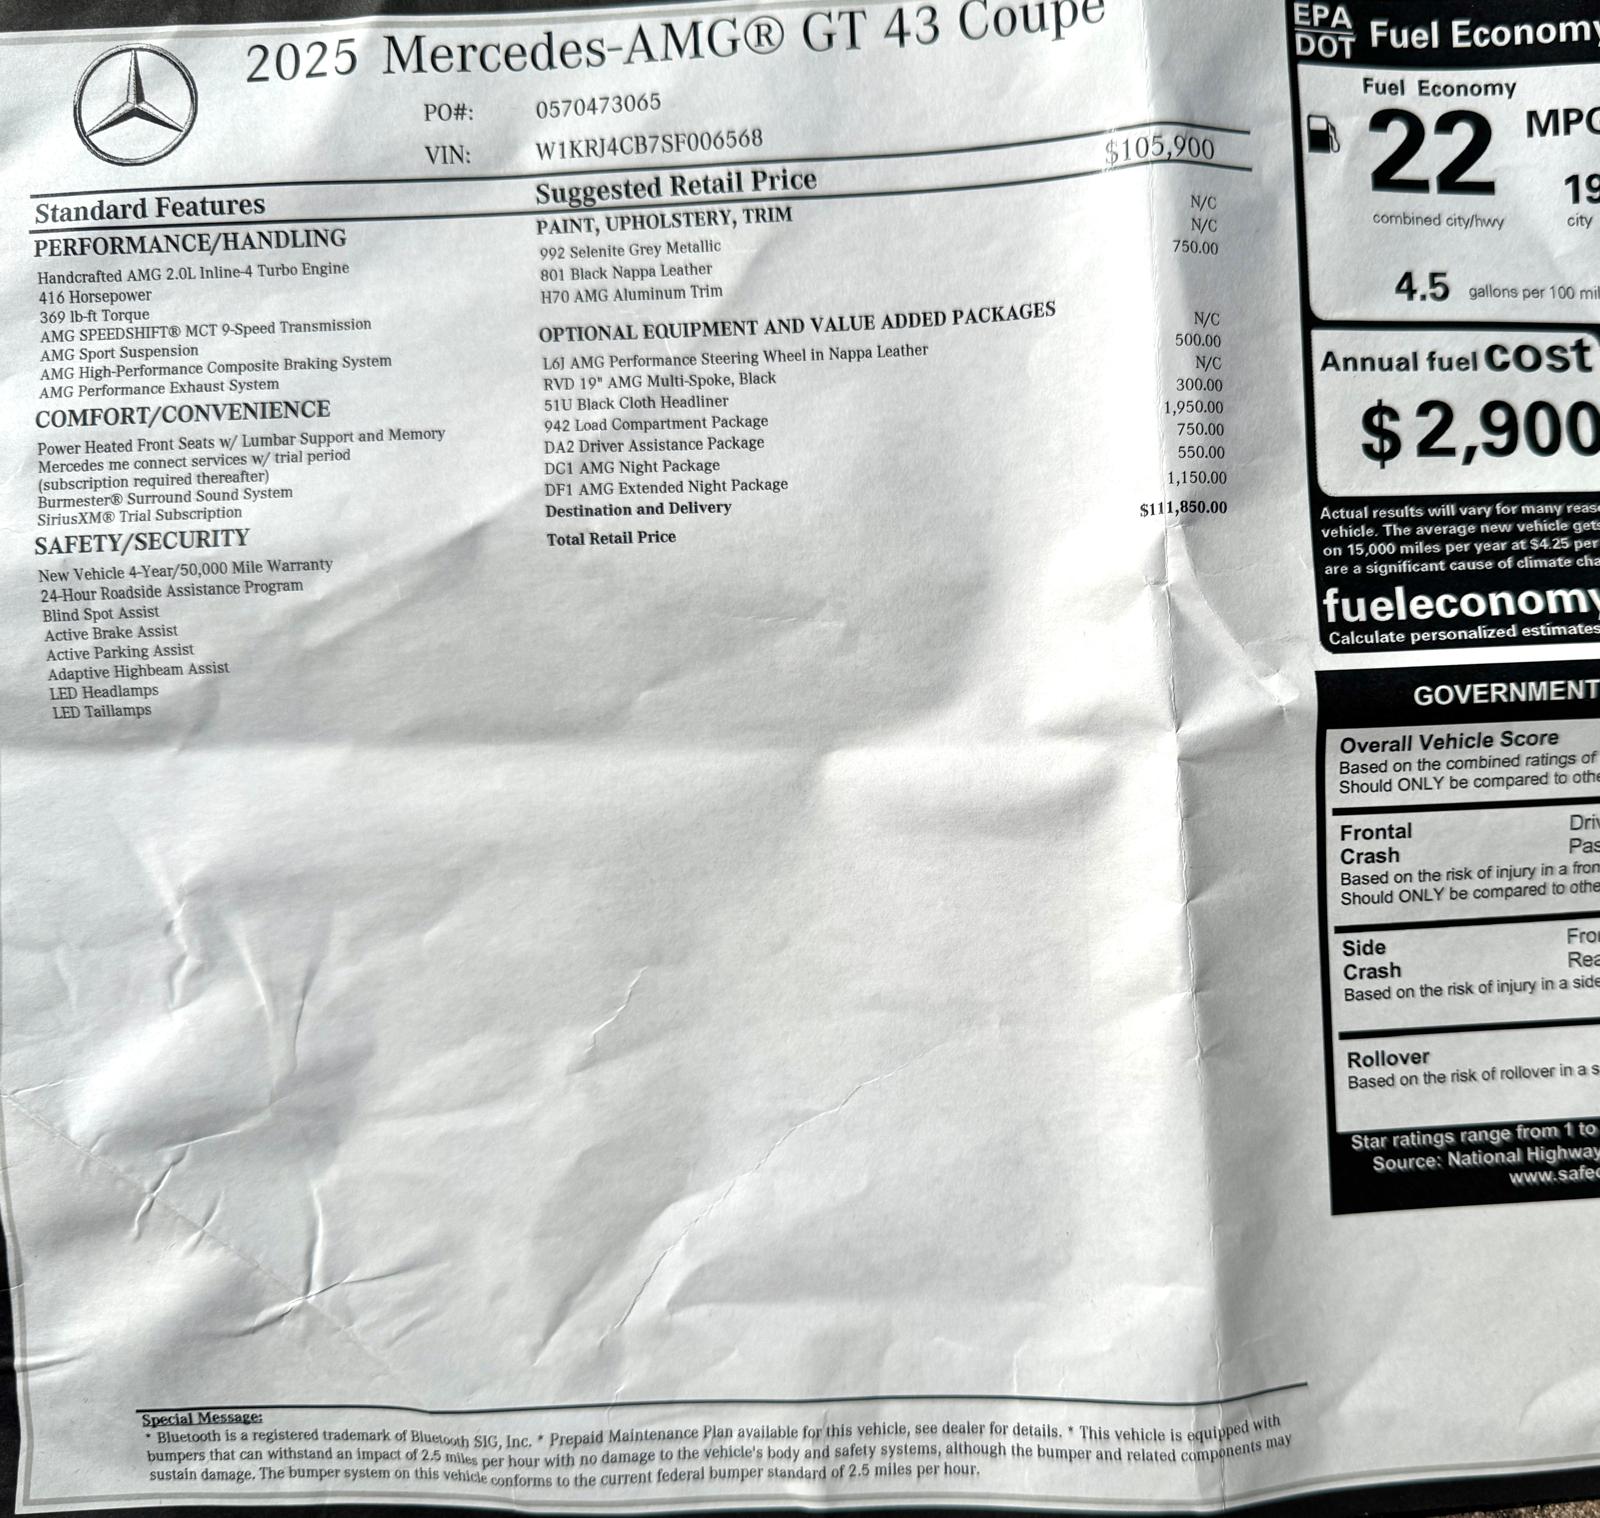 2025 Mercedes-AMG® GT 43 Coupe
PO#: 0570473065
VIN: W1KRJ4CB7SF006568
Standard Features
PERFORMANCE/HANDLING
Handcrafted AMG 2.0L Inline-4 Turbo Engine
416 Horsepower
369 lb-ft Torque
AMG SPEEDSHIFT® MCT 9-Speed Transmission
AMG Sport Suspension
AMG High-Performance Composite Braking System
AMG Performance Exhaust System
COMFORT/CONVENIENCE
Power Heated Front Seats w/ Lumbar Support and Memory
Mercedes me connect services w/ trial period
(subscription required thereafter)
Burmester® Surround Sound System
SiriusXM® Trial Subscription
SAFETY/SECURITY
New Vehicle 4-Year/50,000 Mile Warranty
24-Hour Roadside Assistance Program
Blind Spot Assist
Active Brake Assist
Active Parking Assist
Adaptive Highbeam Assist
LED Headlamps
LED Taillamps
Suggested Retail Price $105,900
PAINT, UPHOLSTERY, TRIM
992 Selenite Grey Metallic N/C
801 Black Nappa Leather N/C
H70 AMG Aluminum Trim 750.00
OPTIONAL EQUIPMENT AND VALUE ADDED PACKAGES
L6J AMG Performance Steering Wheel in Nappa Leather N/C
RVD 19" AMG Multi-Spoke, Black 500.00
51U Black Cloth Headliner N/C
942 Load Compartment Package 300.00
DA2 Driver Assistance Package 1,950.00
DC1 AMG Night Package 750.00
DF1 AMG Extended Night Package 550.00
Destination and Delivery 1,150.00
Total Retail Price $111,850.00
Special Message:
* Bluetooth is a registered trademark of Bluetooth SIG, Inc. * Prepaid Maintenance Plan available for this vehicle, see dealer for details. * This vehicle is equipped with
bumpers that can withstand an impact of 2.5 miles per hour with no damage to the vehicle's body and safety systems, although the bumper and related components may
sustain damage. The bumper system on this vehicle conforms to the current federal bumper standard of 2.5 miles per hour.
EPA
DOT
Fuel Economy
Fuel Economy
22 MPG
19
combined city/hwy city
4.5 gallons per 100 mil
Annual fuel cost
$2,900
Actual results will vary for many reas
vehicle. The average new vehicle gets
on 15,000 miles per year at $4.25 per
are a significant cause of climate cha
fueleconomy
Calculate personalized estimates
GOVERNMENT
Overall Vehicle Score
Based on the combined ratings of
Should ONLY be compared to othe
Frontal Driv
Crash Pas
Based on the risk of injury in a fron
Should ONLY be compared to othe
Side Fro
Crash Rea
Based on the risk of injury in a side
Rollover
Based on the risk of rollover in a s
Star ratings range from 1 to
Source: National Highway
www.safec